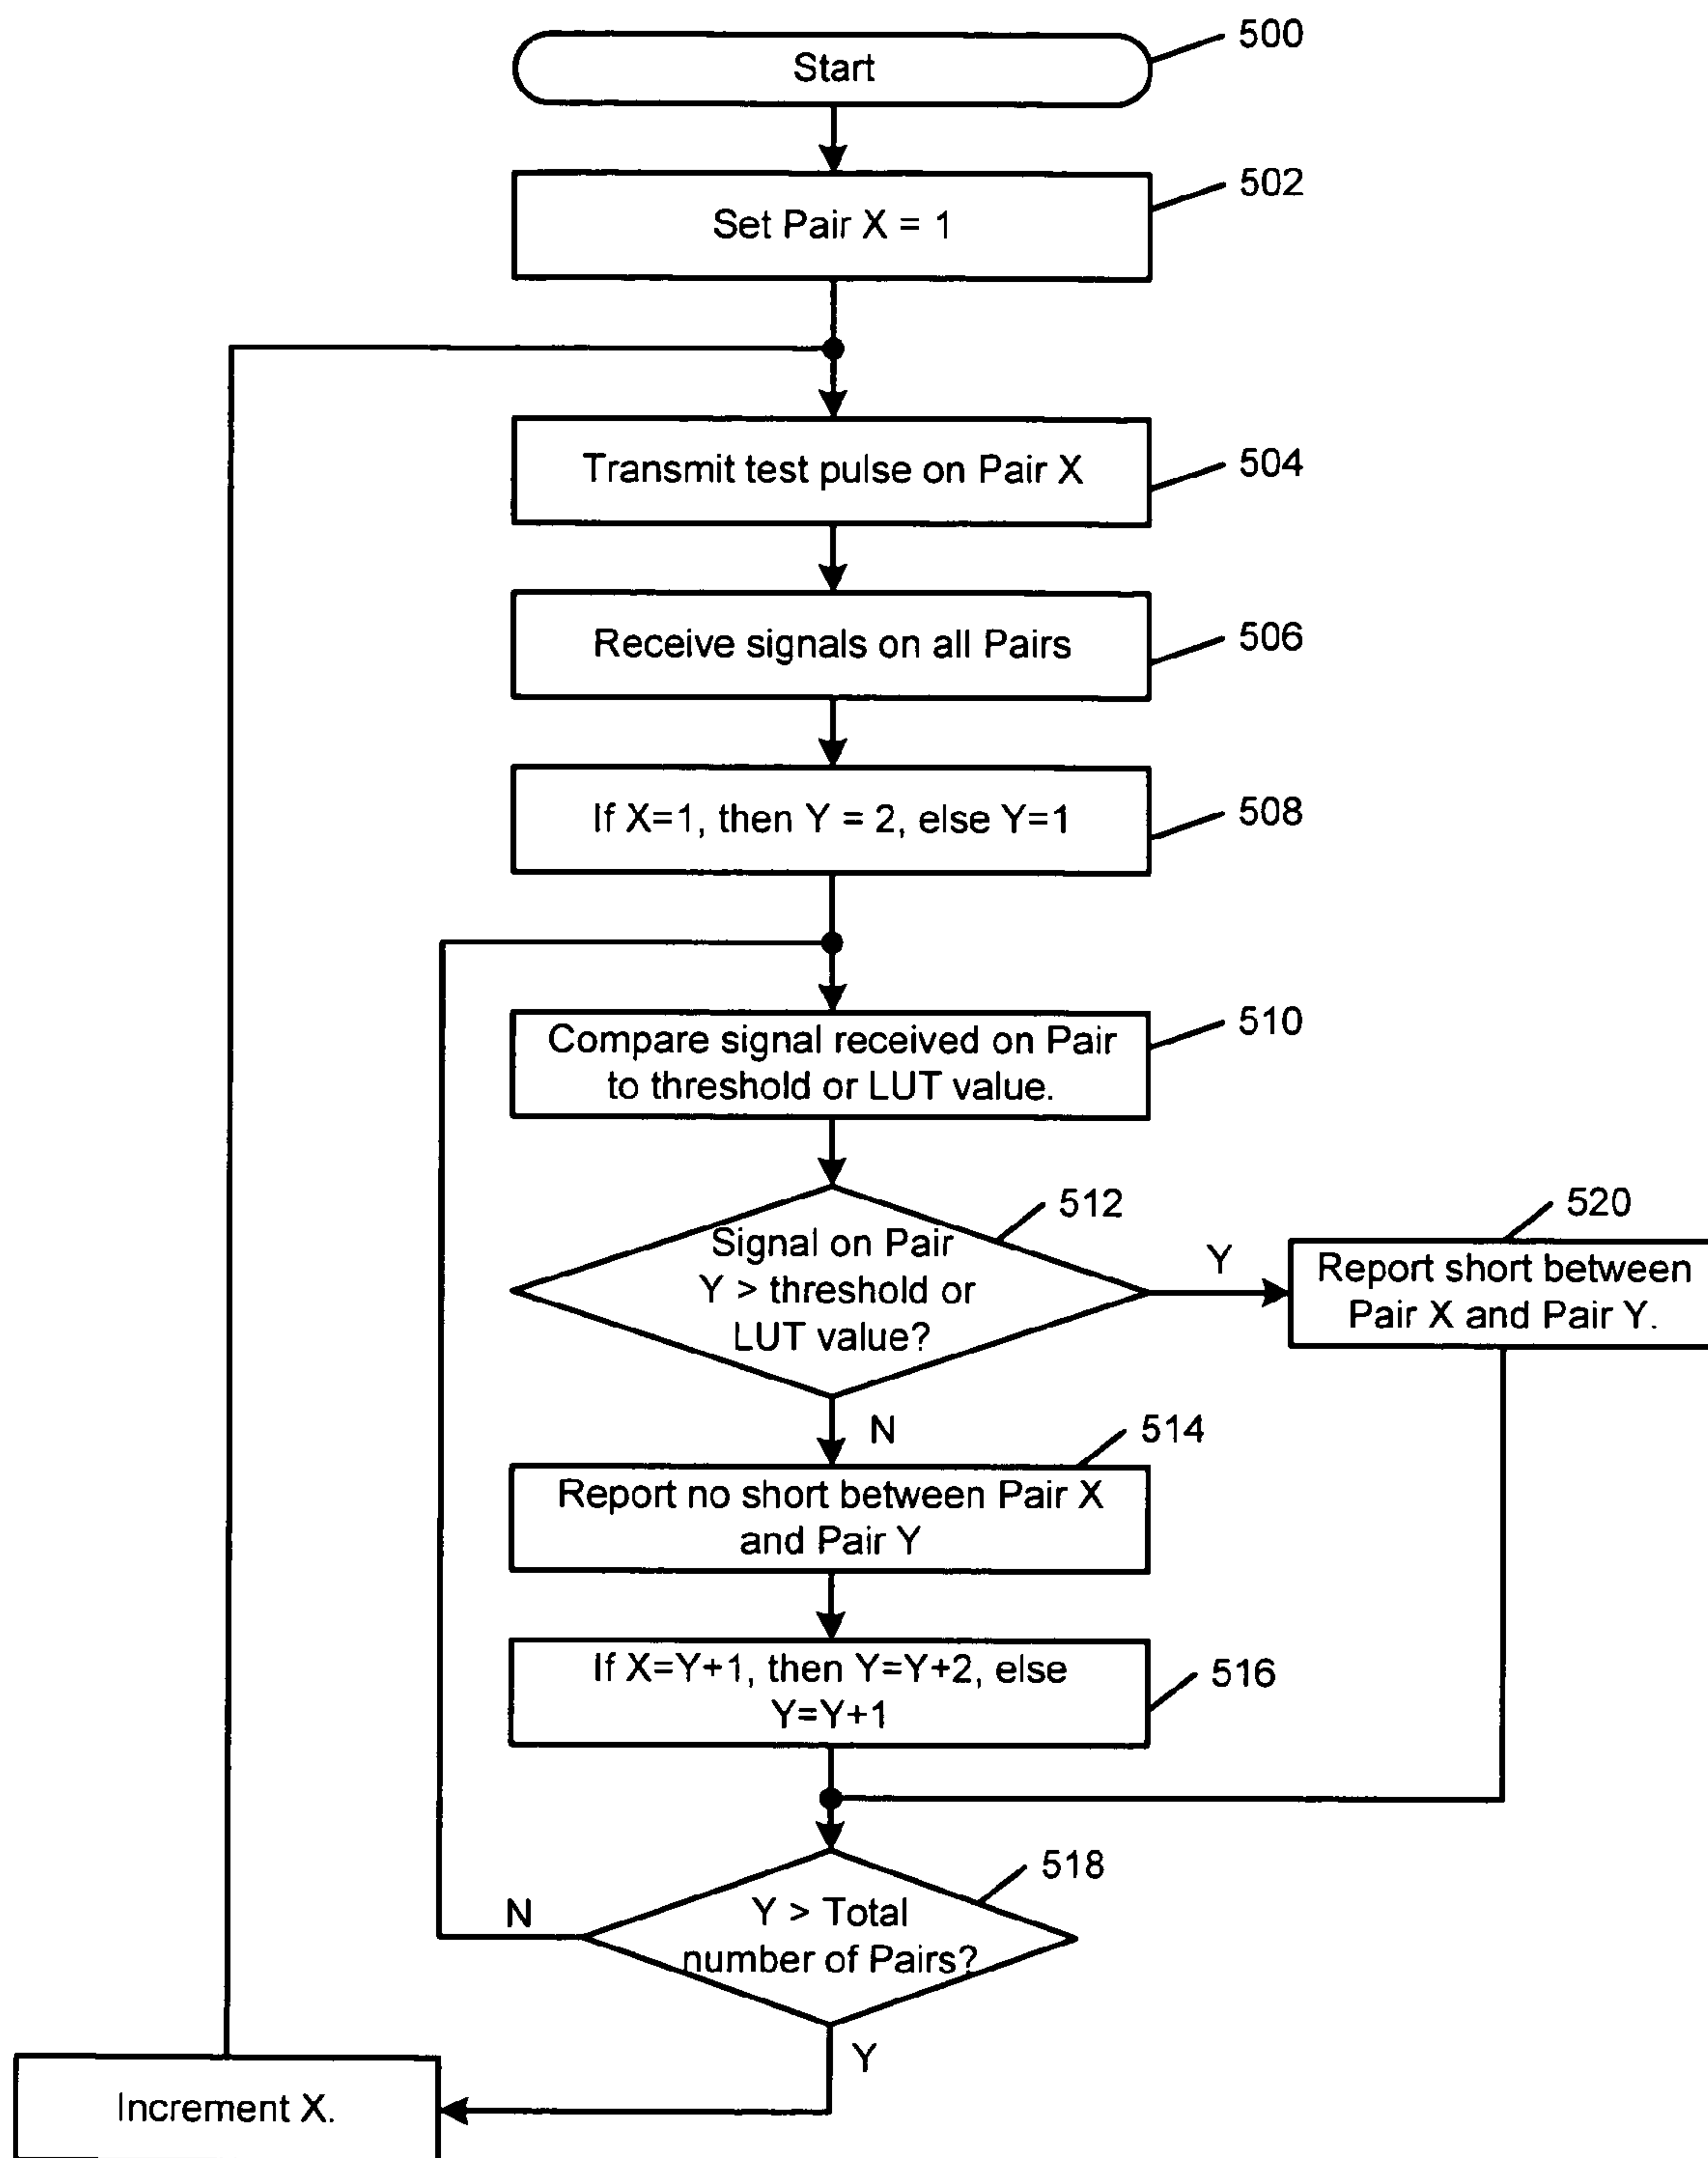 500
Start
502
Set Pair X = 1
Transmit test pulse on Pair X
504
Receive signals on all Pairs
506
If X=1, then Y = 2, else Y=1
508
Compare signal received on Pair
to threshold or LUT value.
510
512
Signal on Pair
Y > threshold or
LUT value?
Y
520
Report short between
Pair X and Pair Y.
N
514
Report no short between Pair X
and Pair Y
If X=Y+1, then Y=Y+2, else
Y=Y+1
516
518
Y > Total
number of Pairs?
N
Y
Increment X.